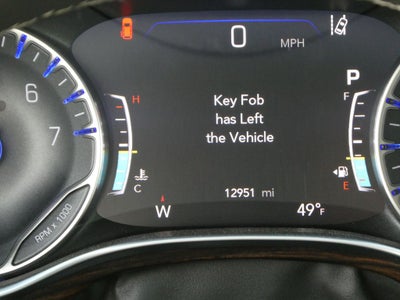 0 MPH
P
H
F
6
7
Key Fob
has Left
the Vehicle
C
E
12951 mi
W
49°F
RPM x 1000